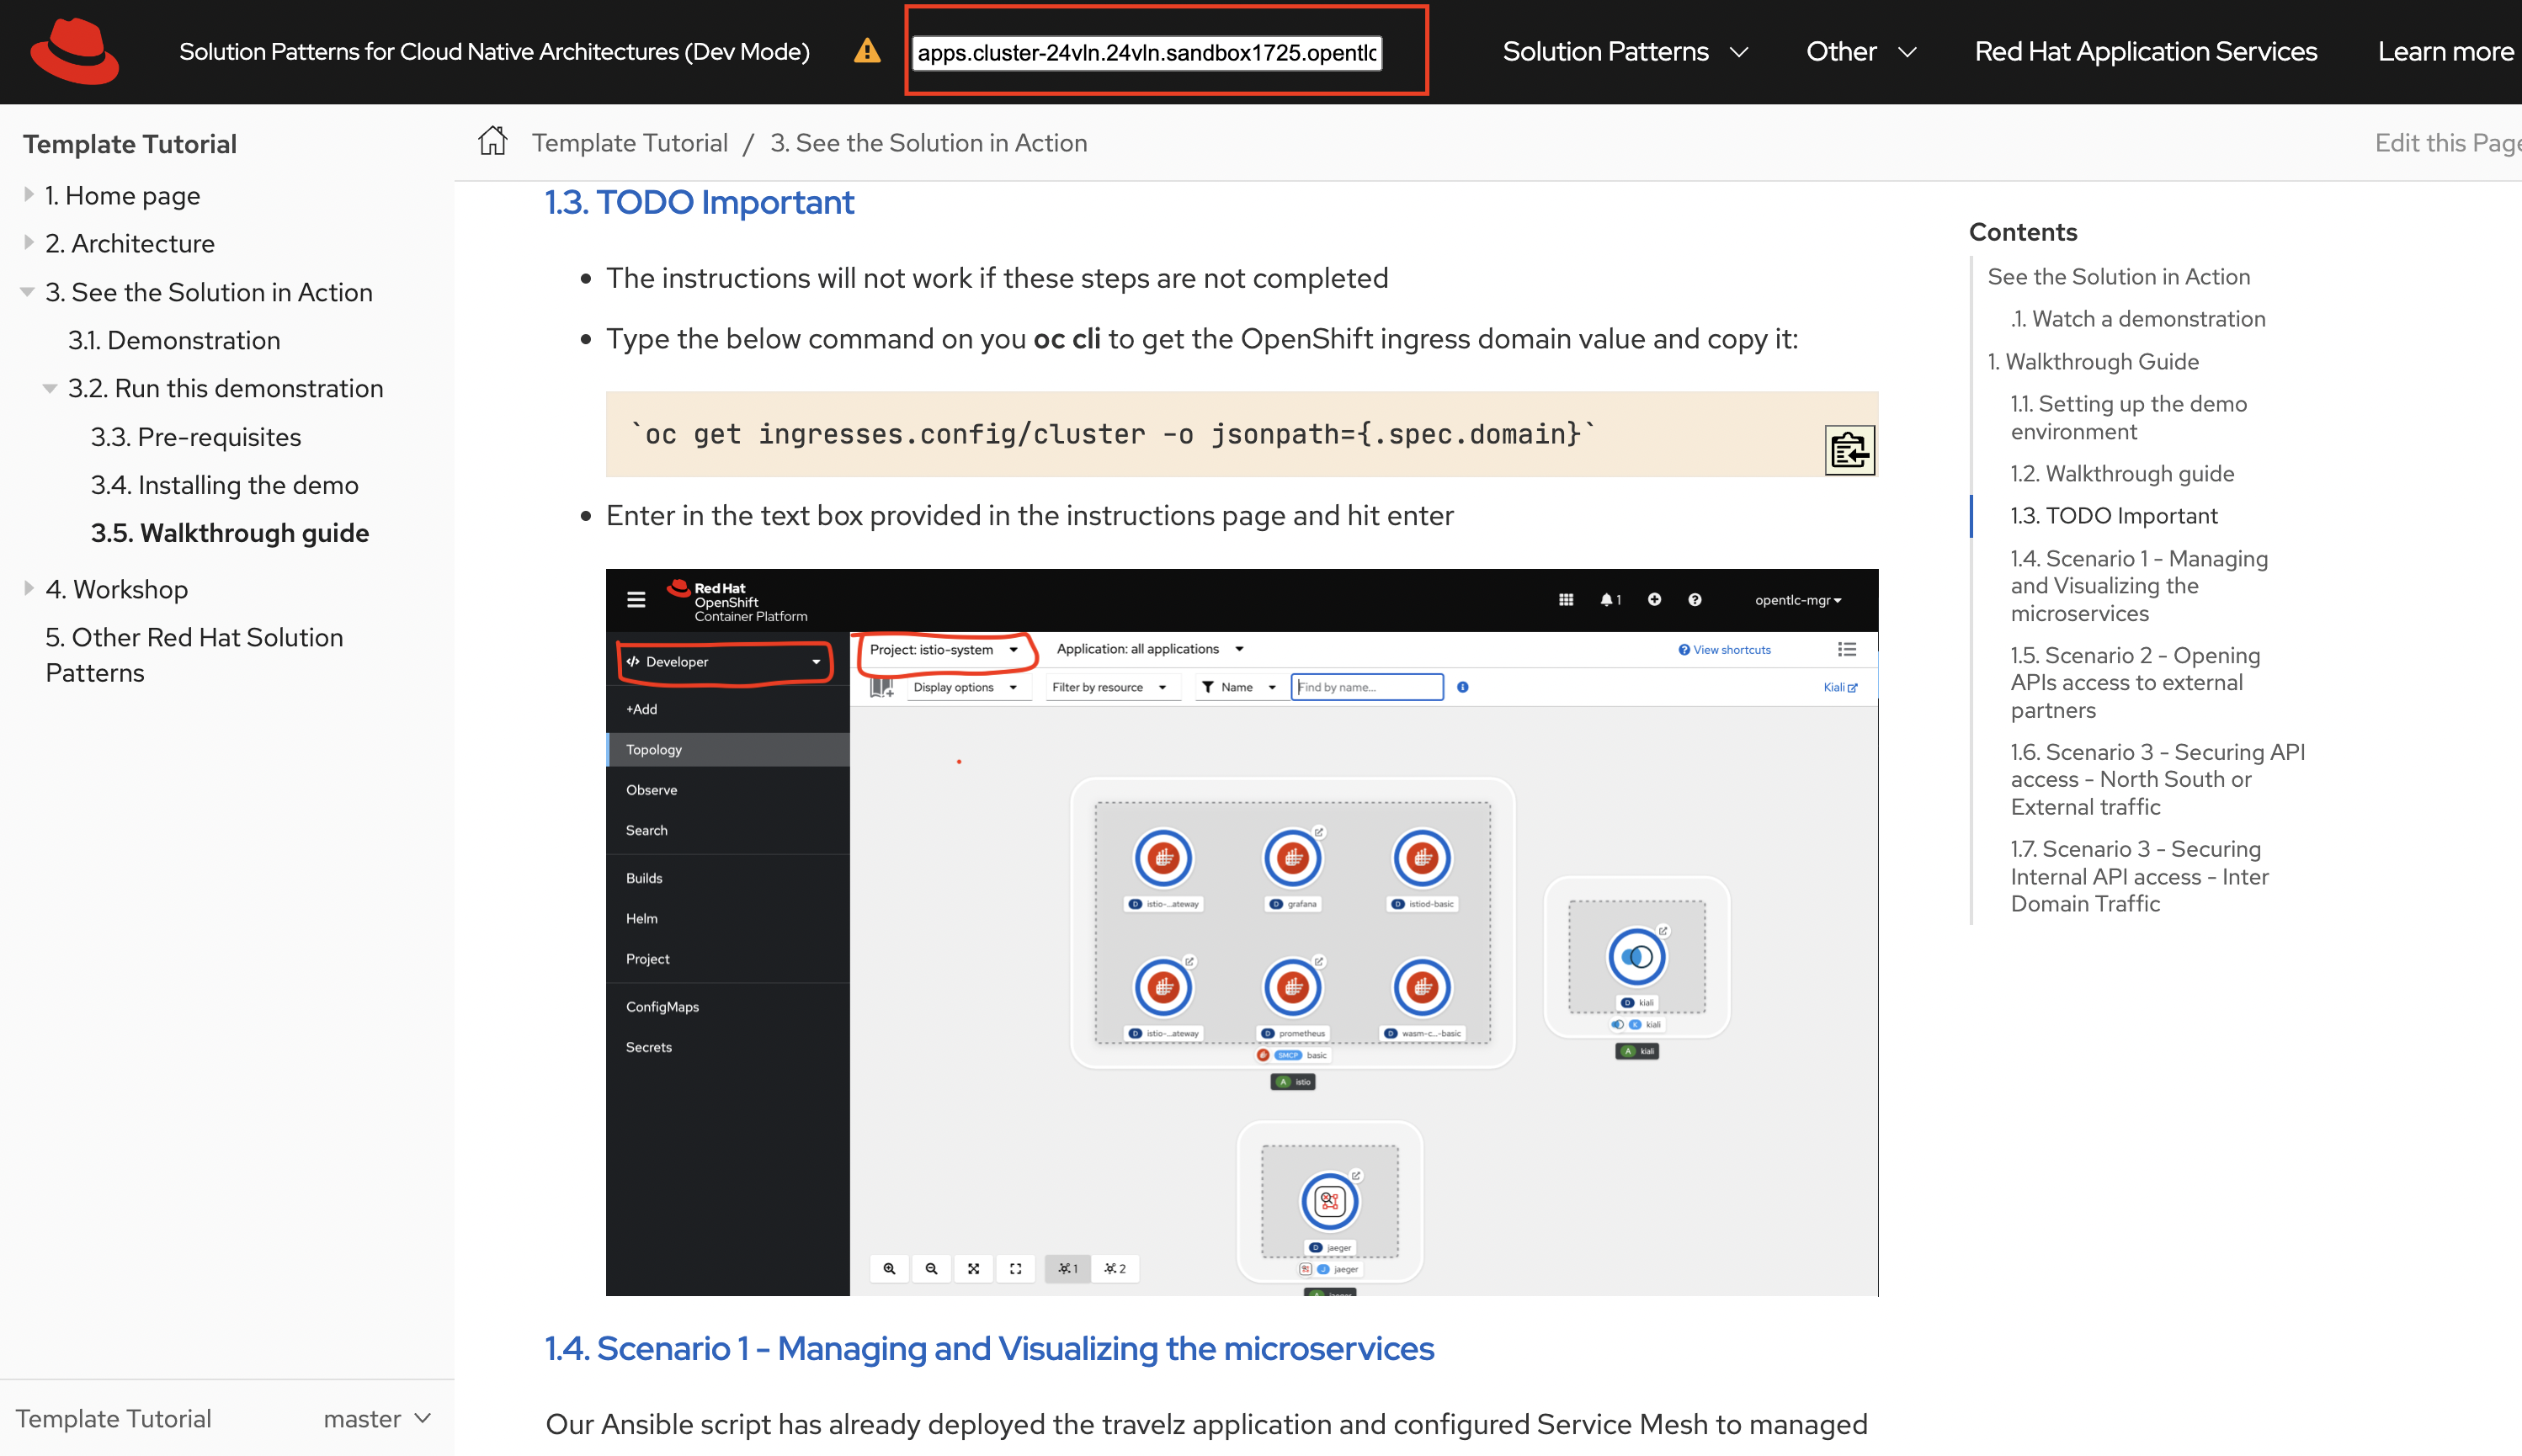 Solution Patterns for Cloud Native Architectures (Dev Mode)
apps.cluster-24vln.24vln.sandbox1725.opentlc
Solution Patterns
Other
Red Hat Application Services
Learn more
Template Tutorial
1. Home page
2. Architecture
3. See the Solution in Action
3.1. Demonstration
3.2. Run this demonstration
3.3. Pre-requisites
3.4. Installing the demo
3.5. Walkthrough guide
4. Workshop
5. Other Red Hat Solution
Patterns
Template Tutorial
master
Template Tutorial / 3. See the Solution in Action
Edit this Page
1.3. TODO Important
The instructions will not work if these steps are not completed
Type the below command on you oc cli to get the OpenShift ingress domain value and copy it:
`oc get ingresses.config/cluster -o jsonpath={.spec.domain}`
Enter in the text box provided in the instructions page and hit enter
Red Hat
OpenShift
Container Platform
1
opentlc-mgr
</> Developer
+Add
Topology
Observe
Search
Builds
Helm
Project
ConfigMaps
Secrets
Project: istio-system
Application: all applications
View shortcuts
Display options
Filter by resource
Name
Find by name...
Kiali
D istio-...ateway
D grafana
D istiod-basic
D istio-...ateway
D prometheus
D wasm-c...-basic
SMCP basic
A istio
D kiali
K kiali
A kiali
D jaeger
J jaeger
1
2
1.4. Scenario 1 - Managing and Visualizing the microservices
Our Ansible script has already deployed the travelz application and configured Service Mesh to managed
Contents
See the Solution in Action
.1. Watch a demonstration
1. Walkthrough Guide
1.1. Setting up the demo
environment
1.2. Walkthrough guide
1.3. TODO Important
1.4. Scenario 1 - Managing
and Visualizing the
microservices
1.5. Scenario 2 - Opening
APIs access to external
partners
1.6. Scenario 3 - Securing API
access - North South or
External traffic
1.7. Scenario 3 - Securing
Internal API access - Inter
Domain Traffic